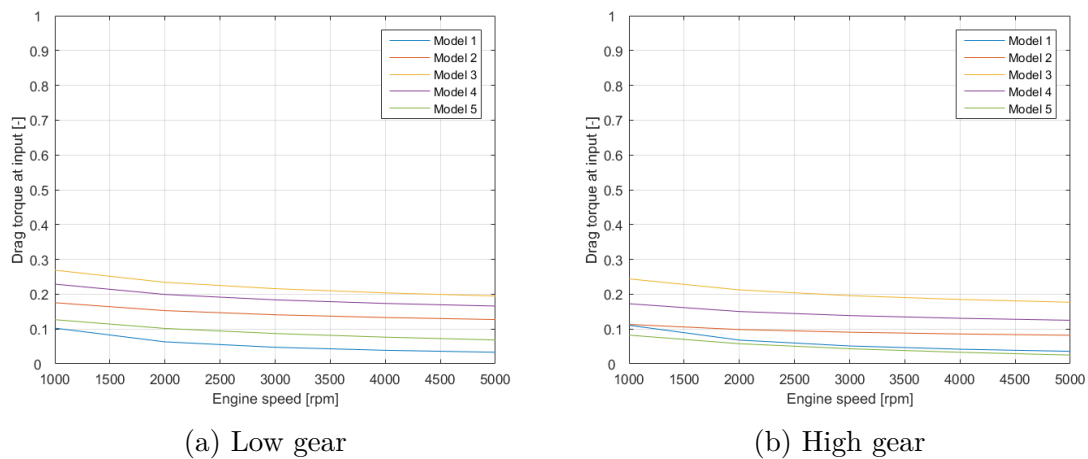 1
0.9
0.8
0.7
0.6
0.5
0.4
0.3
0.2
0.1
0
Drag torque at input [-]
Model 1
Model 2
Model 3
Model 4
Model 5
1000 1500 2000 2500 3000 3500 4000 4500 5000
Engine speed [rpm]
(a) Low gear
1
0.9
0.8
0.7
0.6
0.5
0.4
0.3
0.2
0.1
0
Drag torque at input [-]
Model 1
Model 2
Model 3
Model 4
Model 5
1000 1500 2000 2500 3000 3500 4000 4500 5000
Engine speed [rpm]
(b) High gear